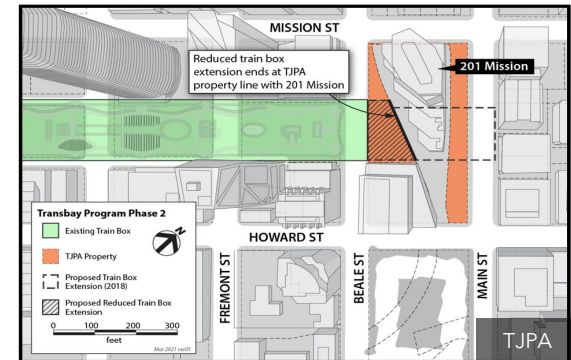 MISSION ST
Reduced train box
extension ends at TJPA
property line with 201 Mission
201 Mission
Transbay Program Phase 2
Existing Train Box
N
TJPA Property
Proposed Train Box
Extension (2018)
Proposed Reduced Train Box
Extension
0 100 200 300
feet
Mar 2021 ver01
HOWARD ST
FREMONT ST
BEALE ST
MAIN ST
TJPA